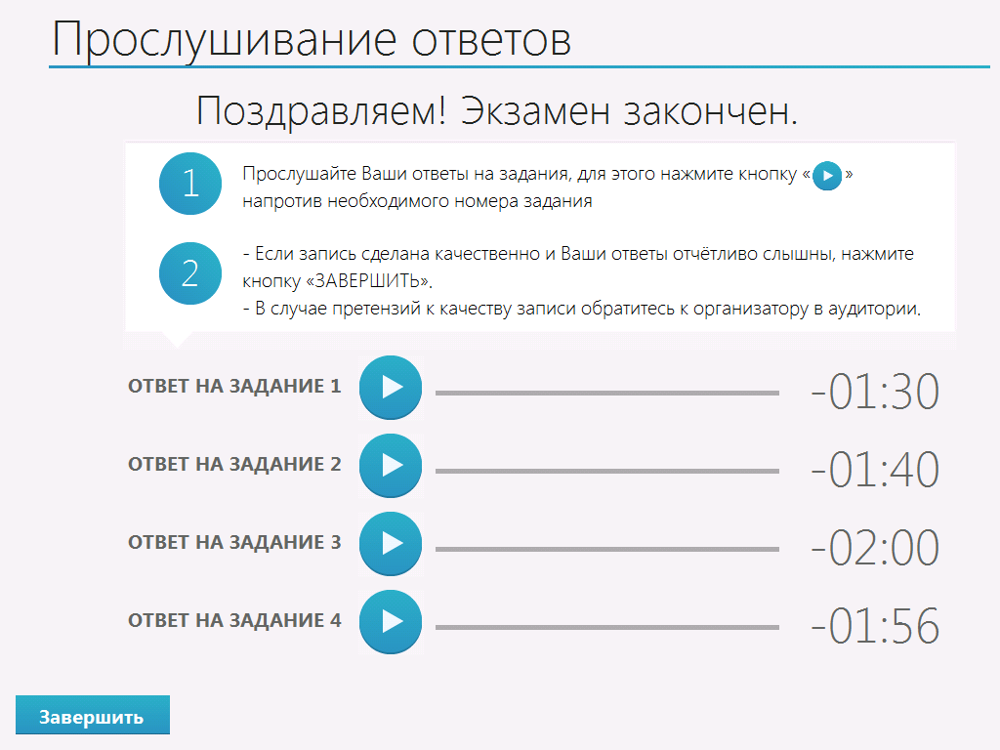 Прослушивание ответов
Поздравляем! Экзамен закончен.
1
Прослушайте Ваши ответы на задания, для этого нажмите кнопку « »
напротив необходимого номера задания
2
- Если запись сделана качественно и Ваши ответы отчётливо слышны, нажмите
кнопку «ЗАВЕРШИТЬ».
- В случае претензий к качеству записи обратитесь к организатору в аудитории.
ОТВЕТ НА ЗАДАНИЕ 1 -01:30
ОТВЕТ НА ЗАДАНИЕ 2 -01:40
ОТВЕТ НА ЗАДАНИЕ 3 -02:00
ОТВЕТ НА ЗАДАНИЕ 4 -01:56
Завершить